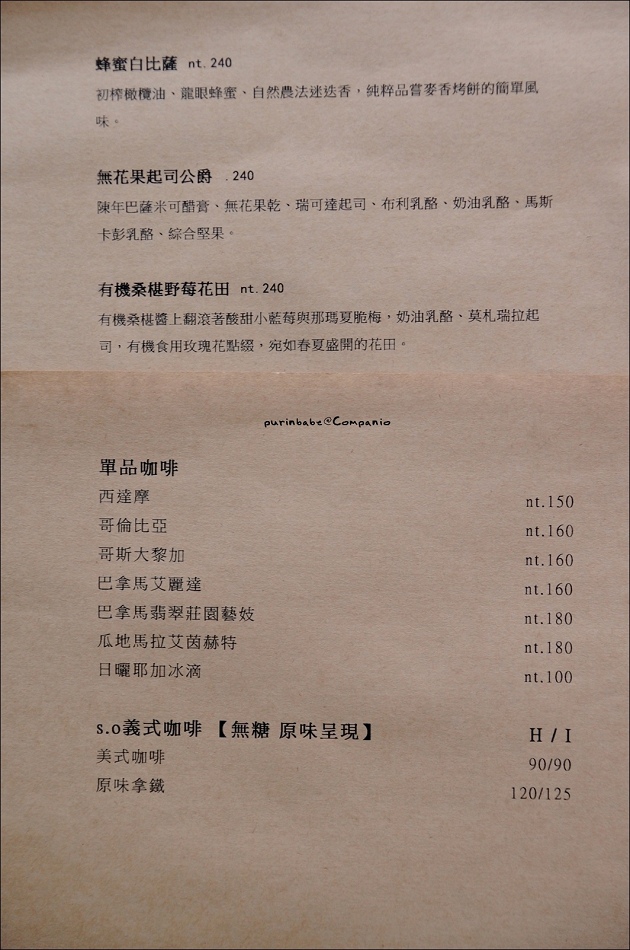 蜂蜜白比薩 nt.240
初榨橄欖油、龍眼蜂蜜、自然農法迷迭香，純粹品嘗麥香烤餅的簡單風
味。
無花果起司公爵 .240
陳年巴薩米可醋膏、無花果乾、瑞可達起司、布利乳酪、奶油乳酪、馬斯
卡彭乳酪、綜合堅果。
有機桑椹野莓花田 nt.240
有機桑椹醬上翻滾著酸甜小藍莓與那瑪夏脆梅，奶油乳酪、莫札瑞拉起
司，有機食用玫瑰花點綴，宛如春夏盛開的花田。
purinbabe@Companio
單品咖啡
西達摩 nt.150
哥倫比亞 nt.160
哥斯大黎加 nt.160
巴拿馬艾麗達 nt.160
巴拿馬翡翠莊園藝妓 nt.180
瓜地馬拉艾茵赫特 nt.180
日曬耶加冰滴 nt.100
s.o義式咖啡 【無糖 原味呈現】 H / I
美式咖啡 90/90
原味拿鐵 120/125